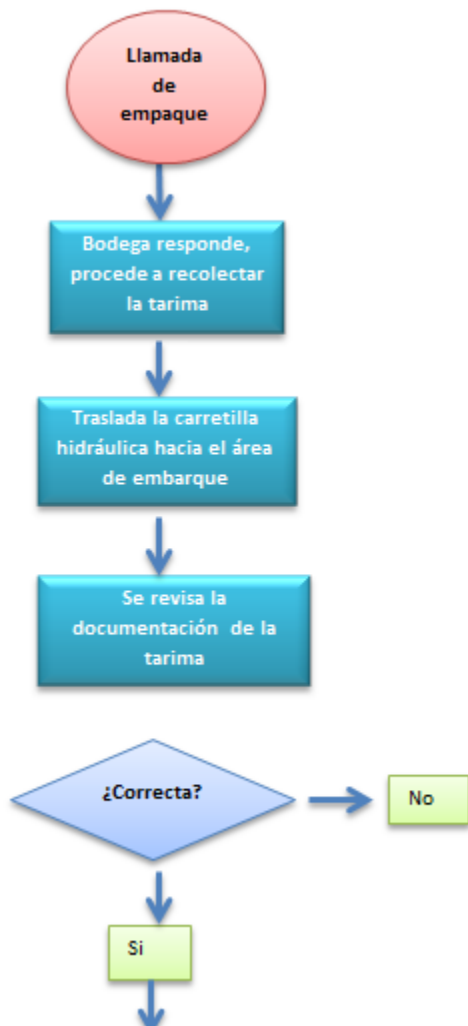 Llamada
de
empaque
Bodega responde,
procede a recolectar
la tarima
Traslada la carretilla
hidráulica hacia el área
de embarque
Se revisa la
documentación de la
tarima
¿Correcta?
No
Si